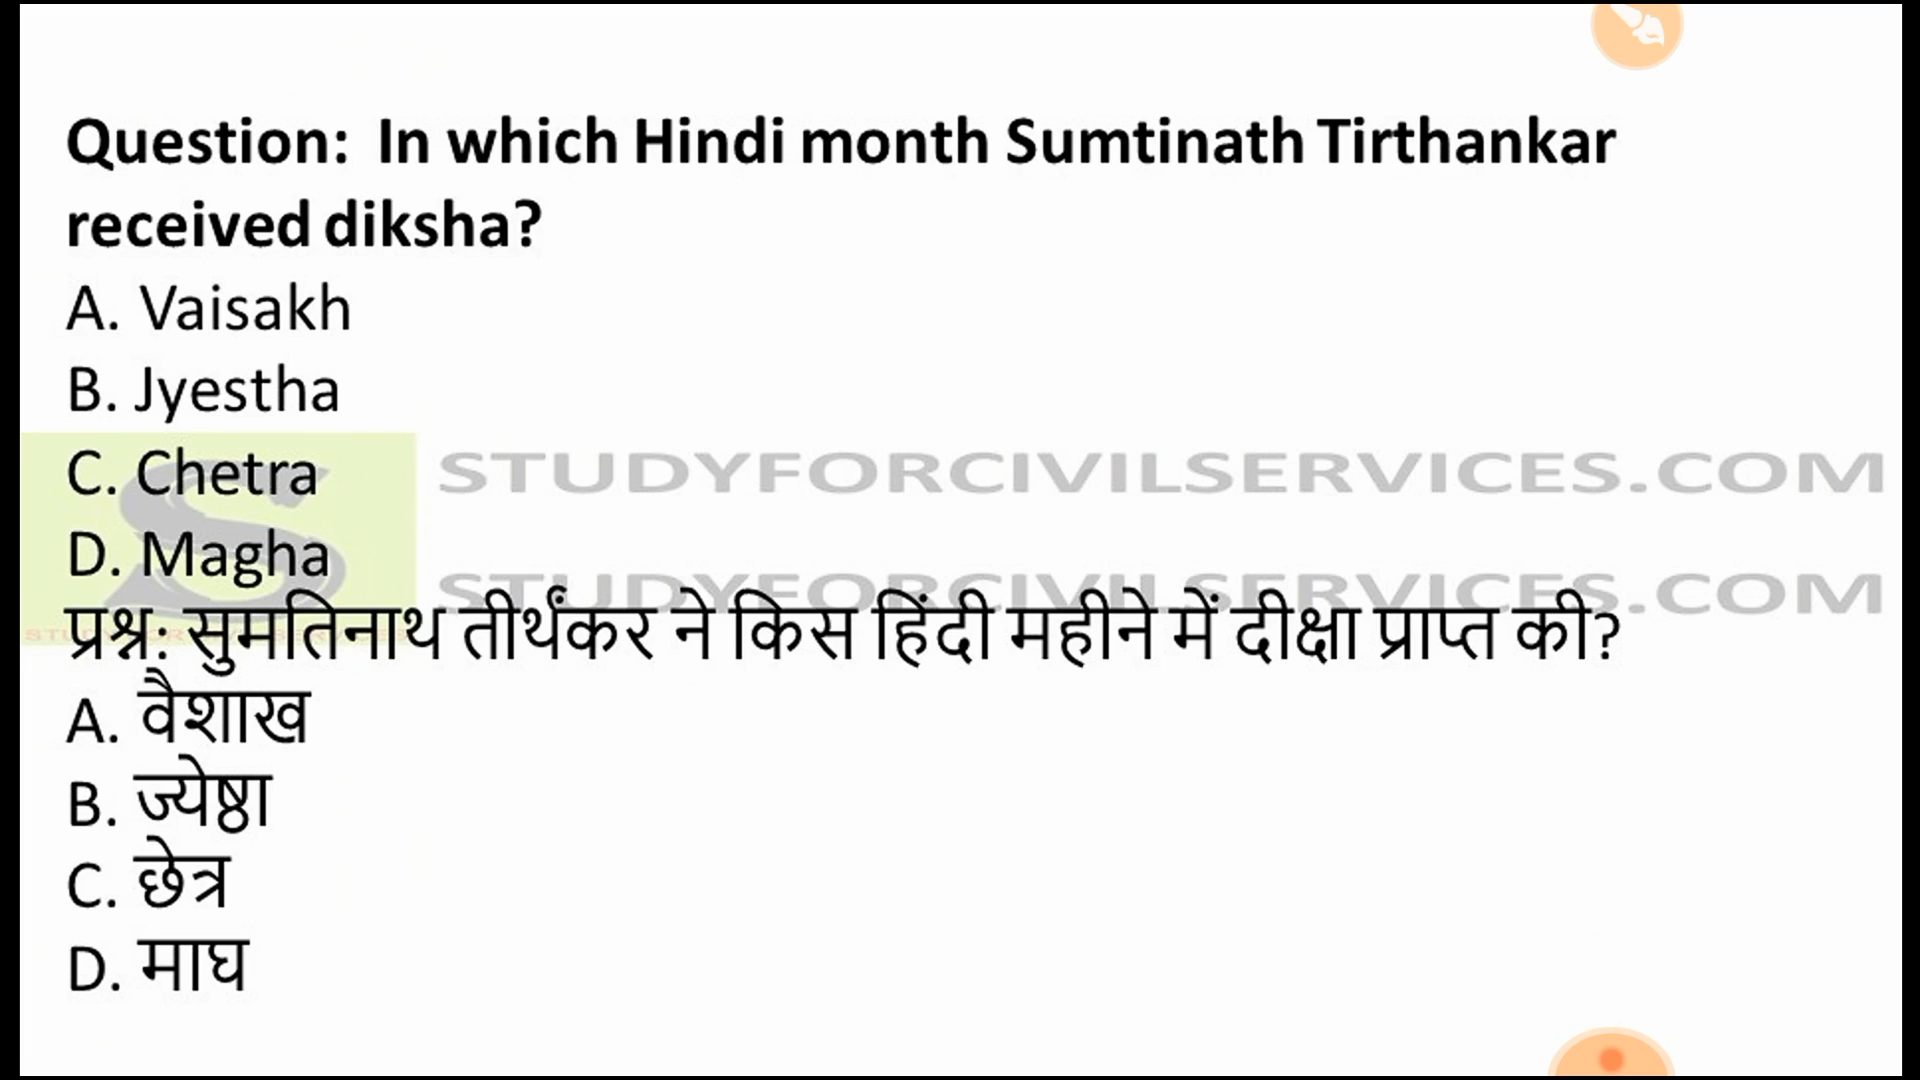 Question: In which Hindi month Sumtinath Tirthankar
received diksha?
A. Vaisakh
B. Jyestha
C. Chetra
STUDYFORCIVILSERVICES.COM
D. Magha
STUDYFORCIVILSERVICES.COM
प्रश्न: सुमतिनाथ तीर्थंकर ने किस हिंदी महीने में दीक्षा प्राप्त की?
A. वैशाख
B. ज्येष्ठा
C. छेत्र
D. माघ